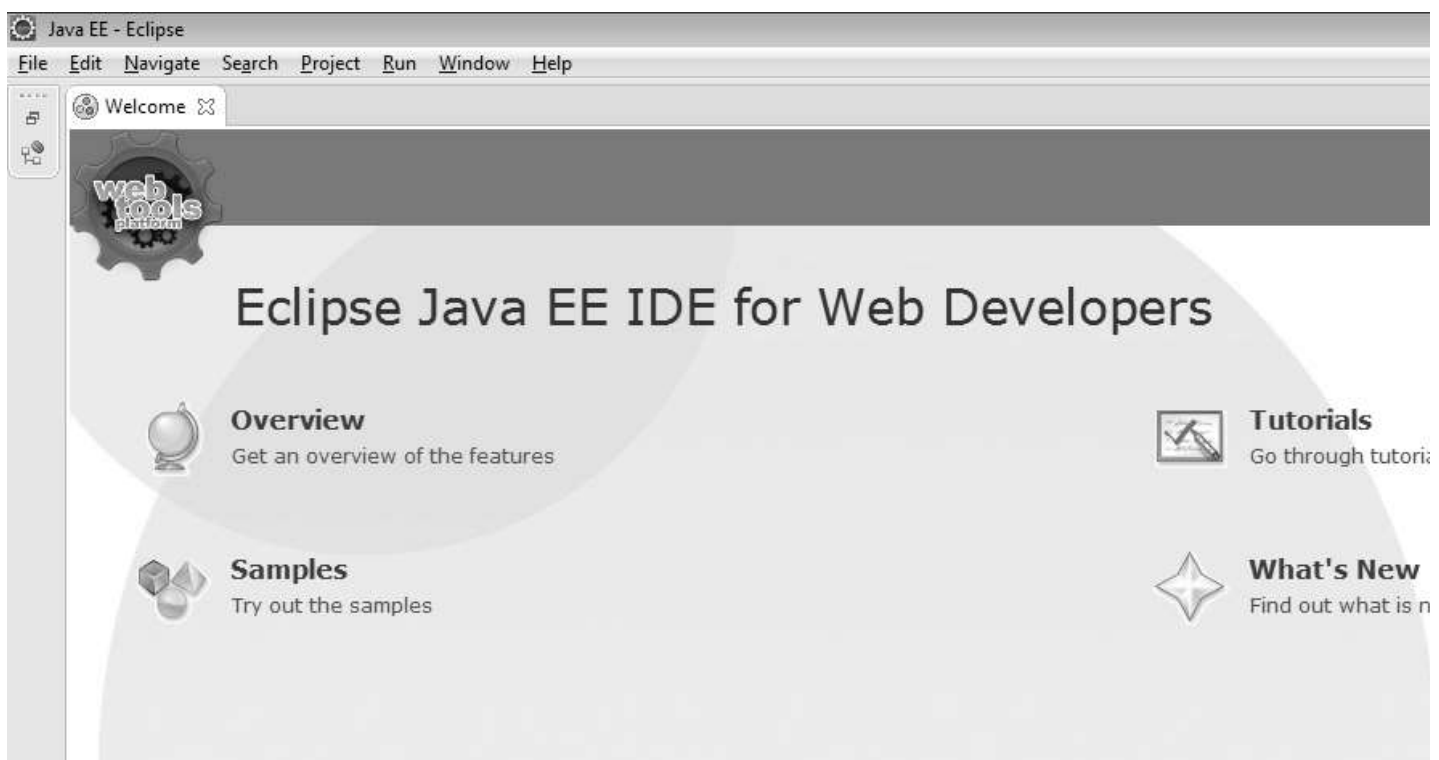 Java EE - Eclipse
File Edit Navigate Search Project Run Window Help
Welcome
web
tools
platform
Eclipse Java EE IDE for Web Developers
Overview
Get an overview of the features
Tutorials
Go through tutoria
Samples
Try out the samples
What's New
Find out what is n